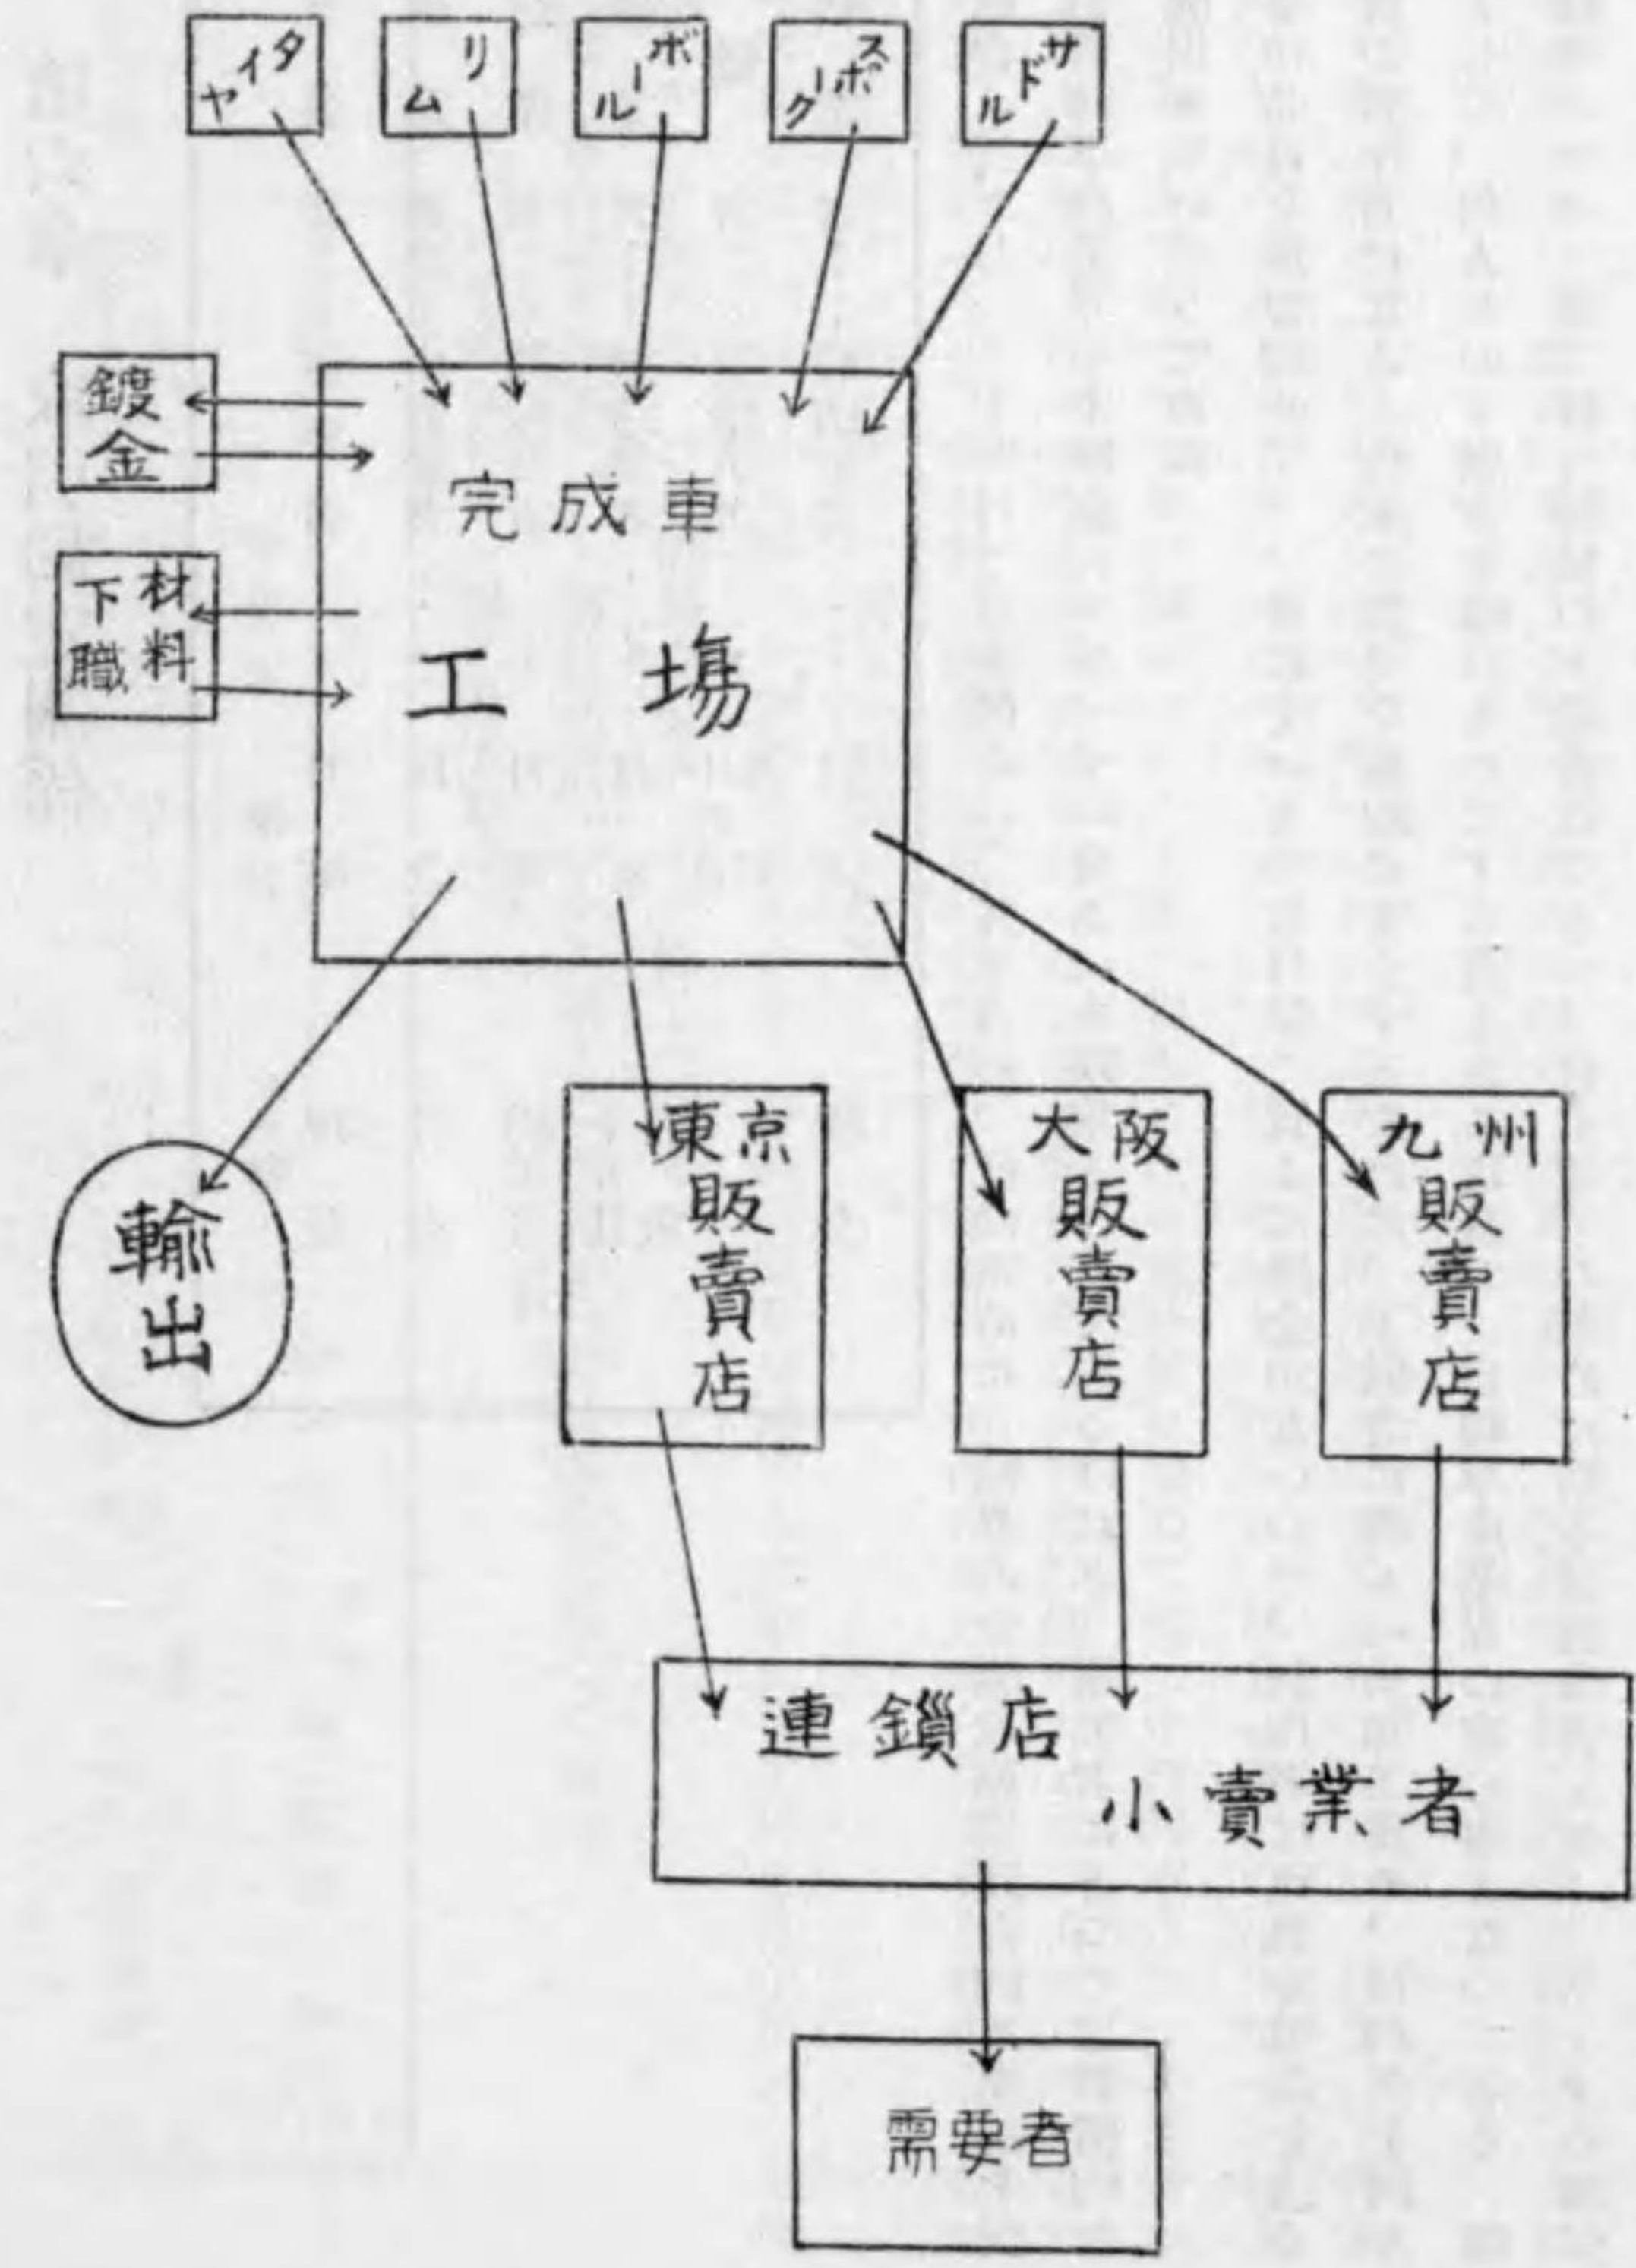 タイヤ
リム
ボール
スポーク
サドル
鍍金
材料
下職
完成車
工場
輸出
東京
販賣店
大阪
販賣店
九州
販賣店
連鎖店
小賣業者
需要者